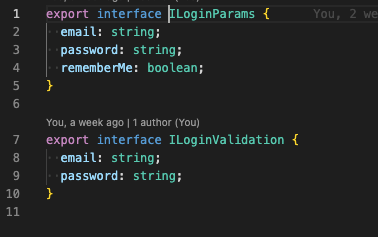 1 export interface ILoginParams { You, 2 we
2 email: string;
3 password: string;
4 rememberMe: boolean;
5 }
6
You, a week ago | 1 author (You)
7 export interface ILoginValidation {
8 email: string;
9 password: string;
10 }
11